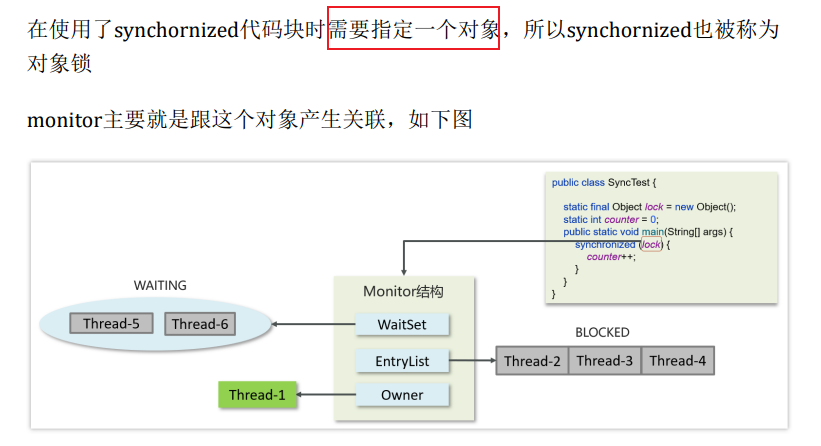 在使用了synchornized代码块时需要指定一个对象，所以synchornized也被称为
对象锁
monitor主要就是跟这个对象产生关联，如下图
public class SyncTest {
static final Object lock = new Object();
static int counter = 0;
public static void main(String[] args) {
synchronized (lock) {
counter++;
}
}
}
WAITING
Thread-5
Thread-6
Monitor结构
WaitSet
EntryList
Owner
BLOCKED
Thread-2
Thread-3
Thread-4
Thread-1